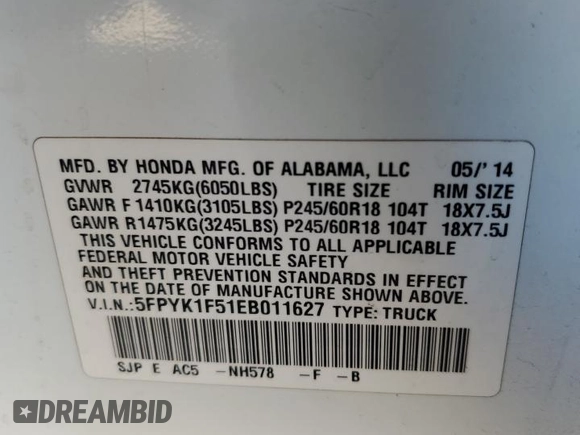 MFD. BY HONDA MFG. OF ALABAMA, LLC 05/' 14
GVWR 2745KG(6050LBS) TIRE SIZE RIM SIZE
GAWR F 1410KG(3105LBS) P245/60R18 104T 18X7.5J
GAWR R 1475KG(3245LBS) P245/60R18 104T 18X7.5J
THIS VEHICLE CONFORMS TO ALL APPLICABLE
FEDERAL MOTOR VEHICLE SAFETY
AND THEFT PREVENTION STANDARDS IN EFFECT
ON THE DATE OF MANUFACTURE SHOWN ABOVE.
V.I.N.:5FPYK1F51EB011627 TYPE:TRUCK
SJP E AC5 -NH578 -F -B
DREAMBID